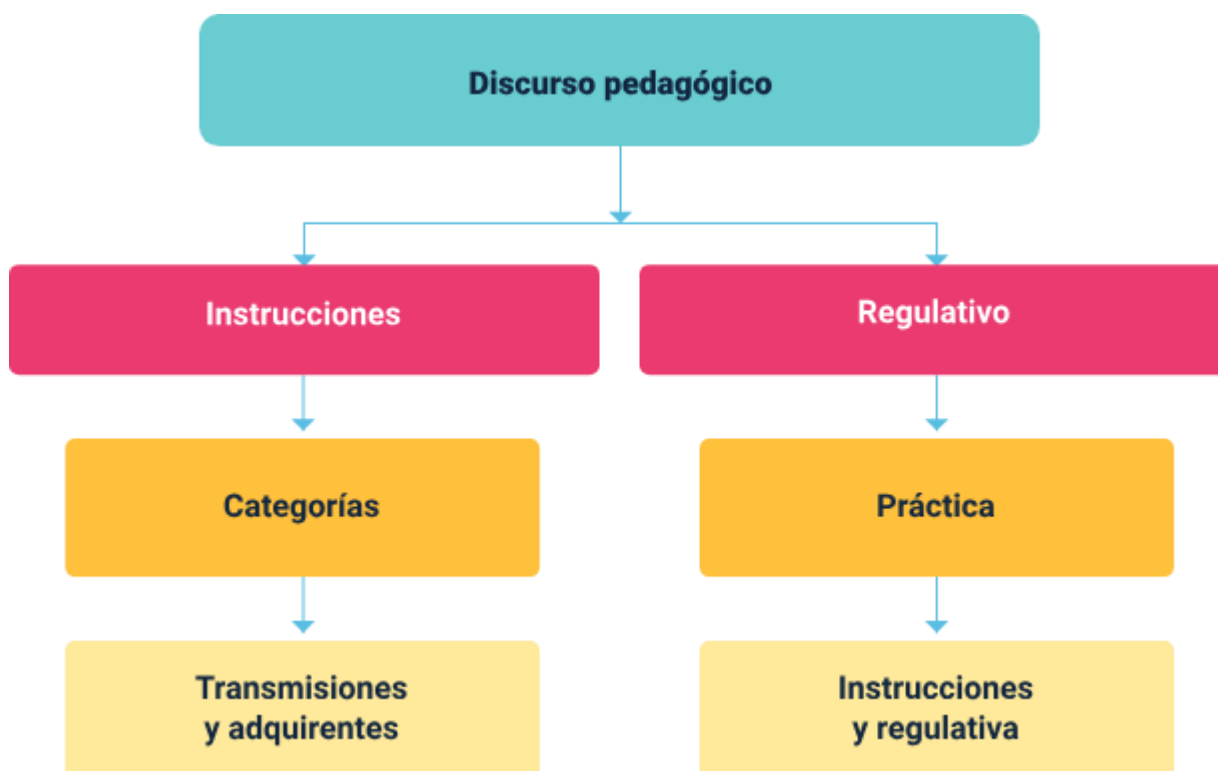 Discurso pedagógico
Instrucciones
Regulativo
Categorías
Práctica
Transmisiones
y adquirentes
Instrucciones
y regulativa